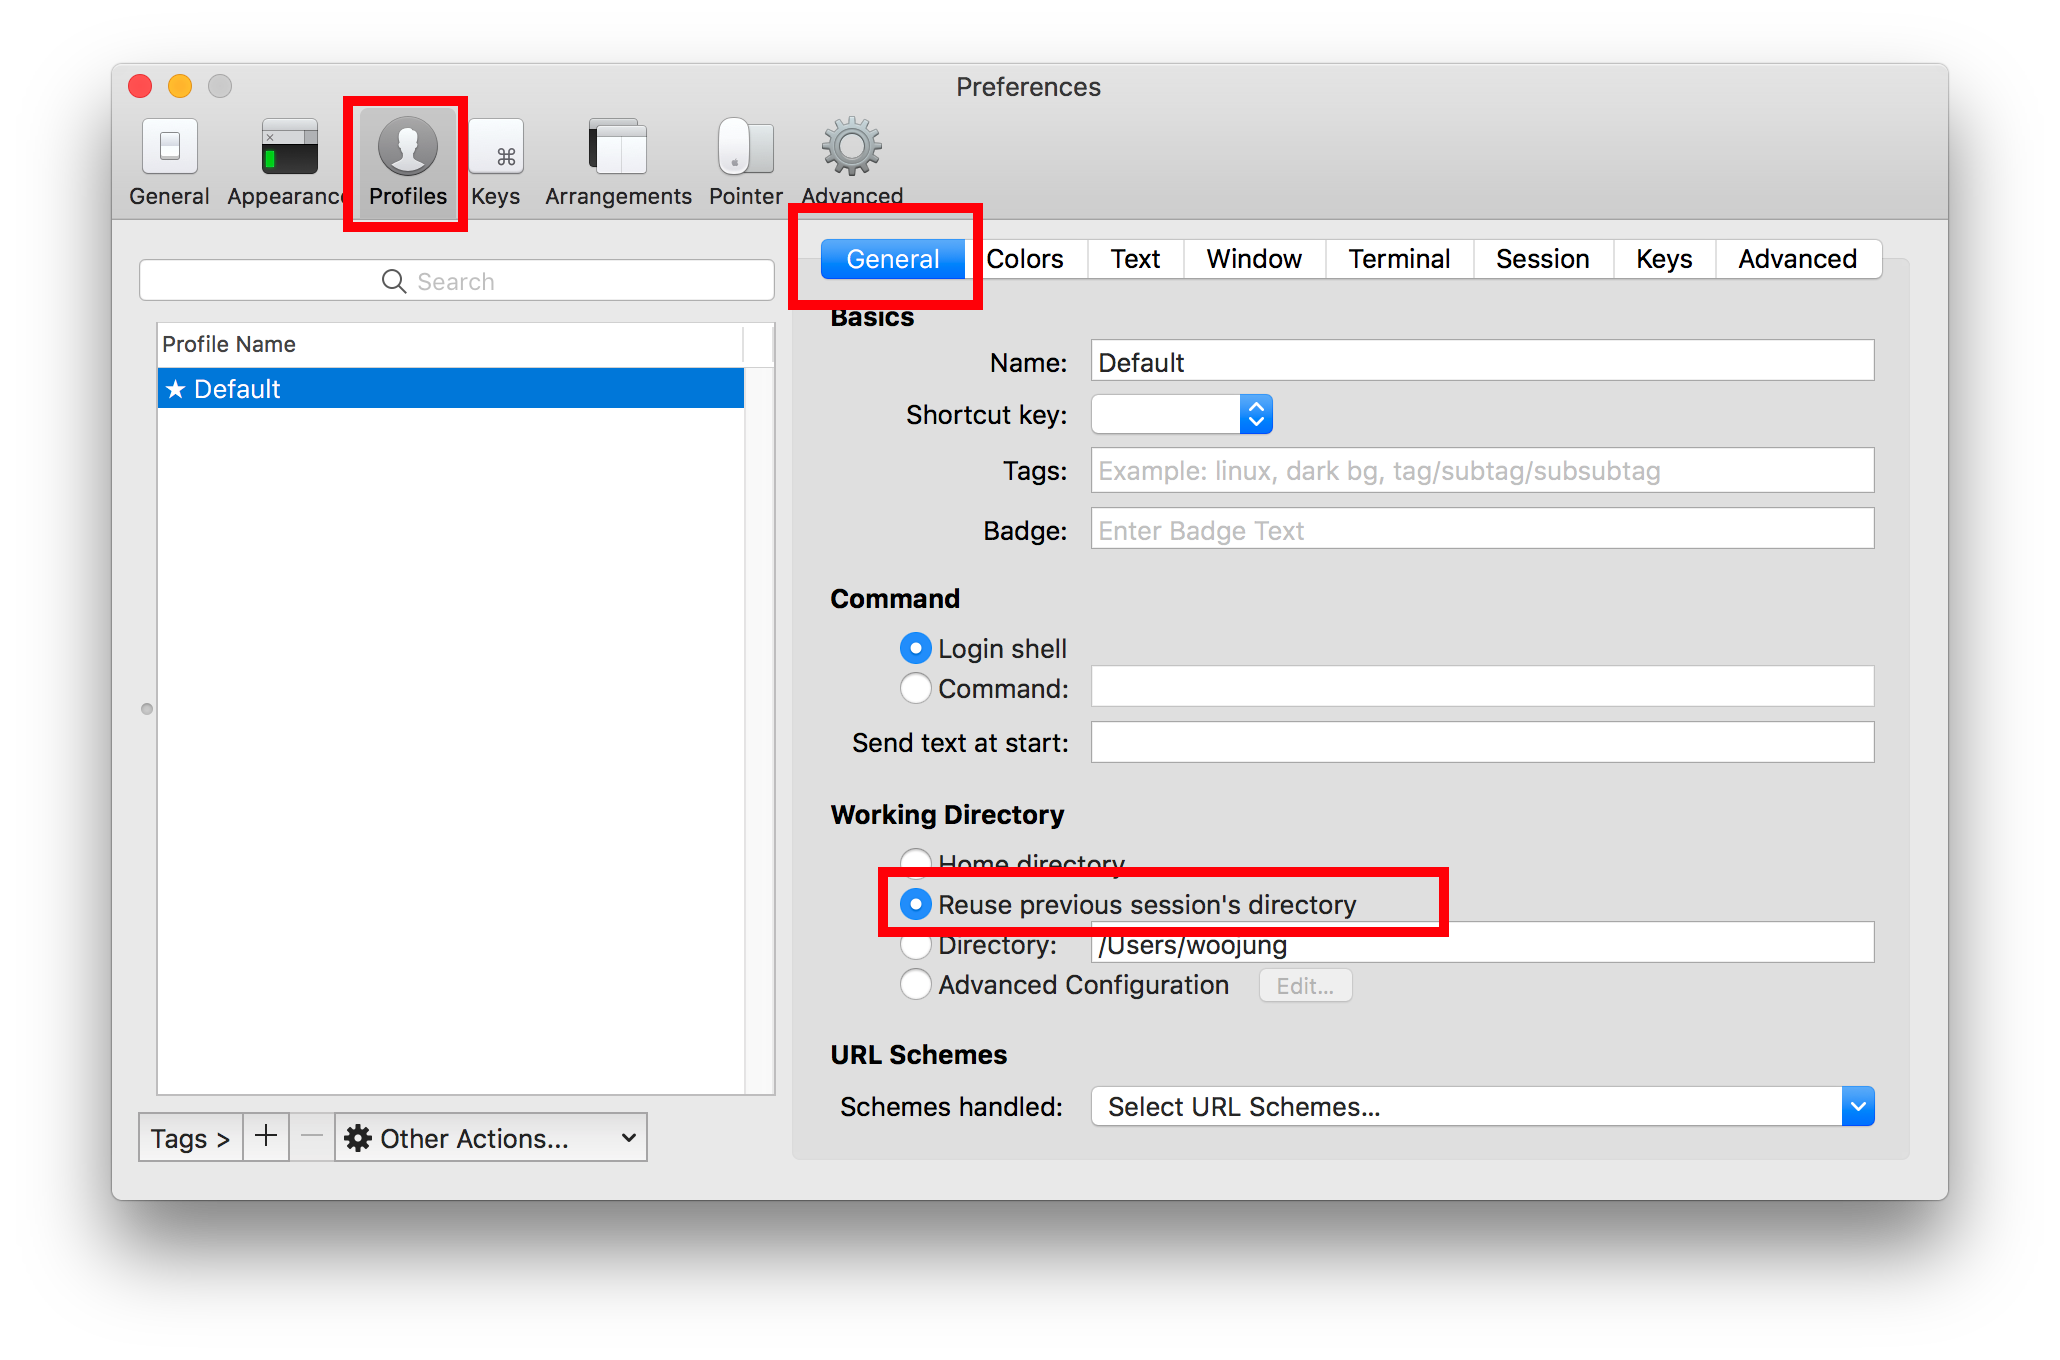 Preferences
General Appearance Profiles Keys Arrangements Pointer Advanced
Search
Profile Name
★ Default
Tags > + — Other Actions...
General Colors Text Window Terminal Session Keys Advanced
Basics
Name: Default
Shortcut key:
Tags: Example: linux, dark bg, tag/subtag/subsubtag
Badge: Enter Badge Text
Command
Login shell
Command:
Send text at start:
Working Directory
Home directory
Reuse previous session's directory
Directory: /Users/woojung
Advanced Configuration Edit...
URL Schemes
Schemes handled: Select URL Schemes...